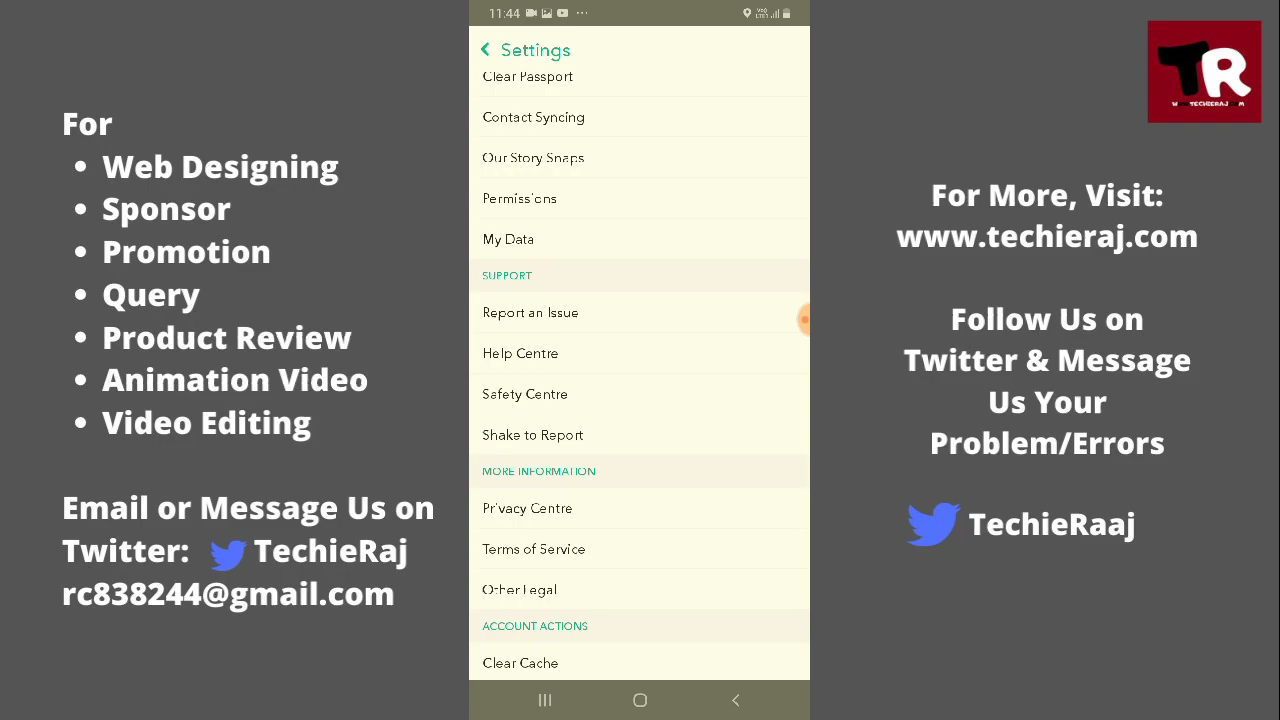 For
• Web Designing
• Sponsor
• Promotion
• Query
• Product Review
• Animation Video
• Video Editing
Email or Message Us on
Twitter: TechieRaj
rc838244@gmail.com
11:44
Settings
Clear Passport
Contact Syncing
Our Story Snaps
Permissions
My Data
SUPPORT
Report an Issue
Help Centre
Safety Centre
Shake to Report
MORE INFORMATION
Privacy Centre
Terms of Service
Other Legal
ACCOUNT ACTIONS
Clear Cache
TR
WWW.TECHIERAJ.COM
For More, Visit:
www.techieraj.com
Follow Us on
Twitter & Message
Us Your
Problem/Errors
TechieRaaj